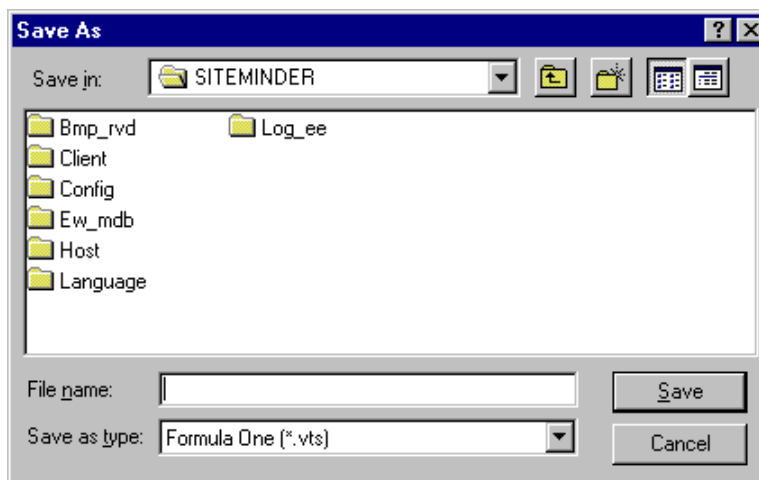 Save As
Save in: SITEMINDER
Bmp_rvd Log_ee
Client
Config
Ew_mdb
Host
Language
File name: Save
Save as type: Formula One (*.vts) Cancel